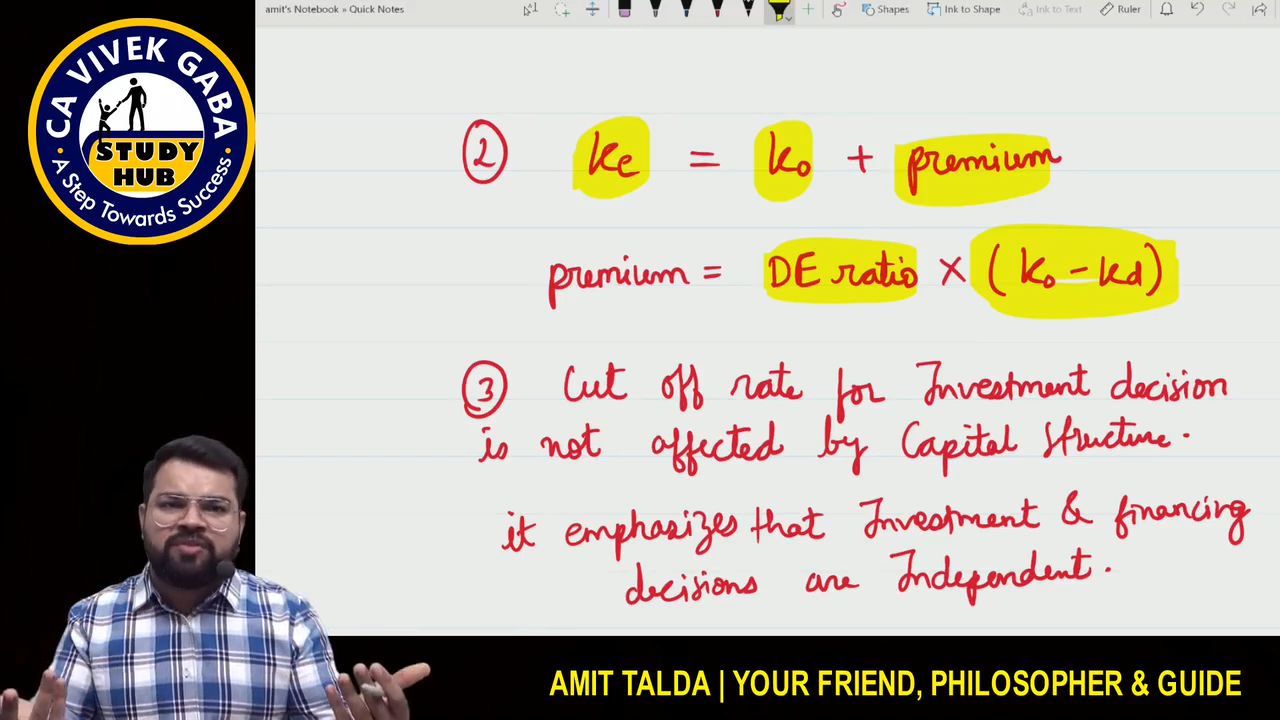 amit's Notebook » Quick Notes
Shapes
Ink to Shape
Ink to Text
Ruler
CA VIVEK GABA
STUDY
HUB
• A Step Towards Success •
② ke = ko + premium
premium = DE ratio × (ko - kd)
③ Cut off rate for Investment decision
is not affected by Capital structure.
it emphasizes that Investment & financing
decisions are Independent.
AMIT TALDA | YOUR FRIEND, PHILOSOPHER & GUIDE